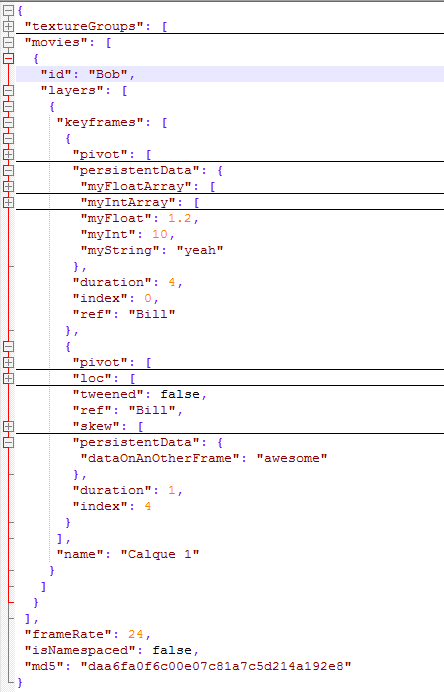 {
"textureGroups": [
"movies": [
{
"id": "Bob",
"layers": [
{
"keyframes": [
{
"pivot": [
"persistentData": {
"myFloatArray": [
"myIntArray": [
"myFloat": 1.2,
"myInt": 10,
"myString": "yeah"
},
"duration": 4,
"index": 0,
"ref": "Bill"
},
{
"pivot": [
"loc": [
"tweened": false,
"ref": "Bill",
"skew": [
"persistentData": {
"dataOnAnOtherFrame": "awesome"
},
"duration": 1,
"index": 4
}
],
"name": "Calque 1"
}
]
}
],
"frameRate": 24,
"isNamespaced": false,
"md5": "daa6fa0f6c00e07c81a7c5d214a192e8"
}